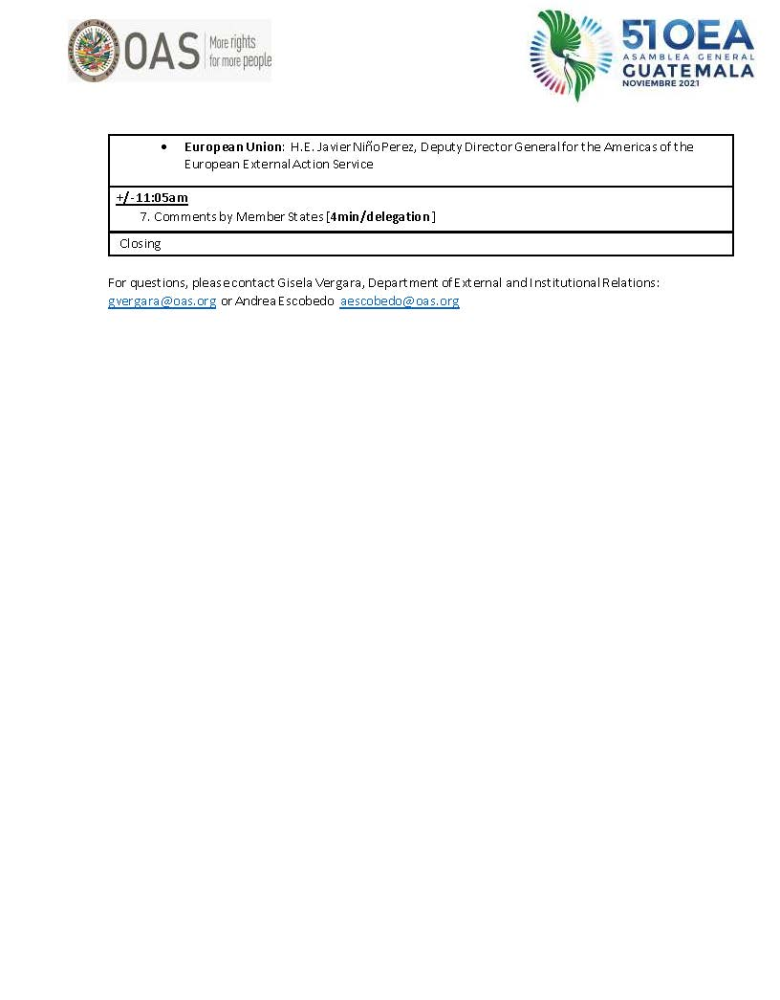 OAS
More rights
for more people
51 OEA
ASAMBLEA GENERAL
GUATEMALA
NOVIEMBRE 2021
• European Union: H.E. Javier Niño Perez, Deputy Director General for the Americas of the
European External Action Service
+/-11:05am
7. Comments by Member States [4min/delegation]
Closing
For questions, please contact Gisela Vergara, Department of External and Institutional Relations:
gvergara@oas.org or Andrea Escobedo aescobedo@oas.org